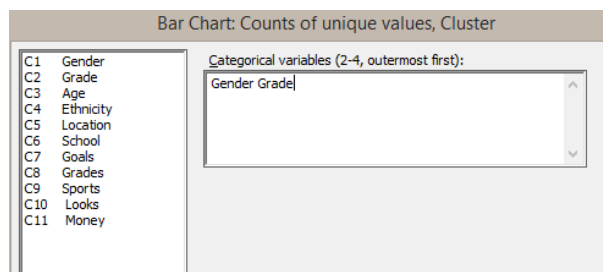 Bar Chart: Counts of unique values, Cluster
C1 Gender
C2 Grade
C3 Age
C4 Ethnicity
C5 Location
C6 School
C7 Goals
C8 Grades
C9 Sports
C10 Looks
C11 Money
Categorical variables (2-4, outermost first):
Gender Grade